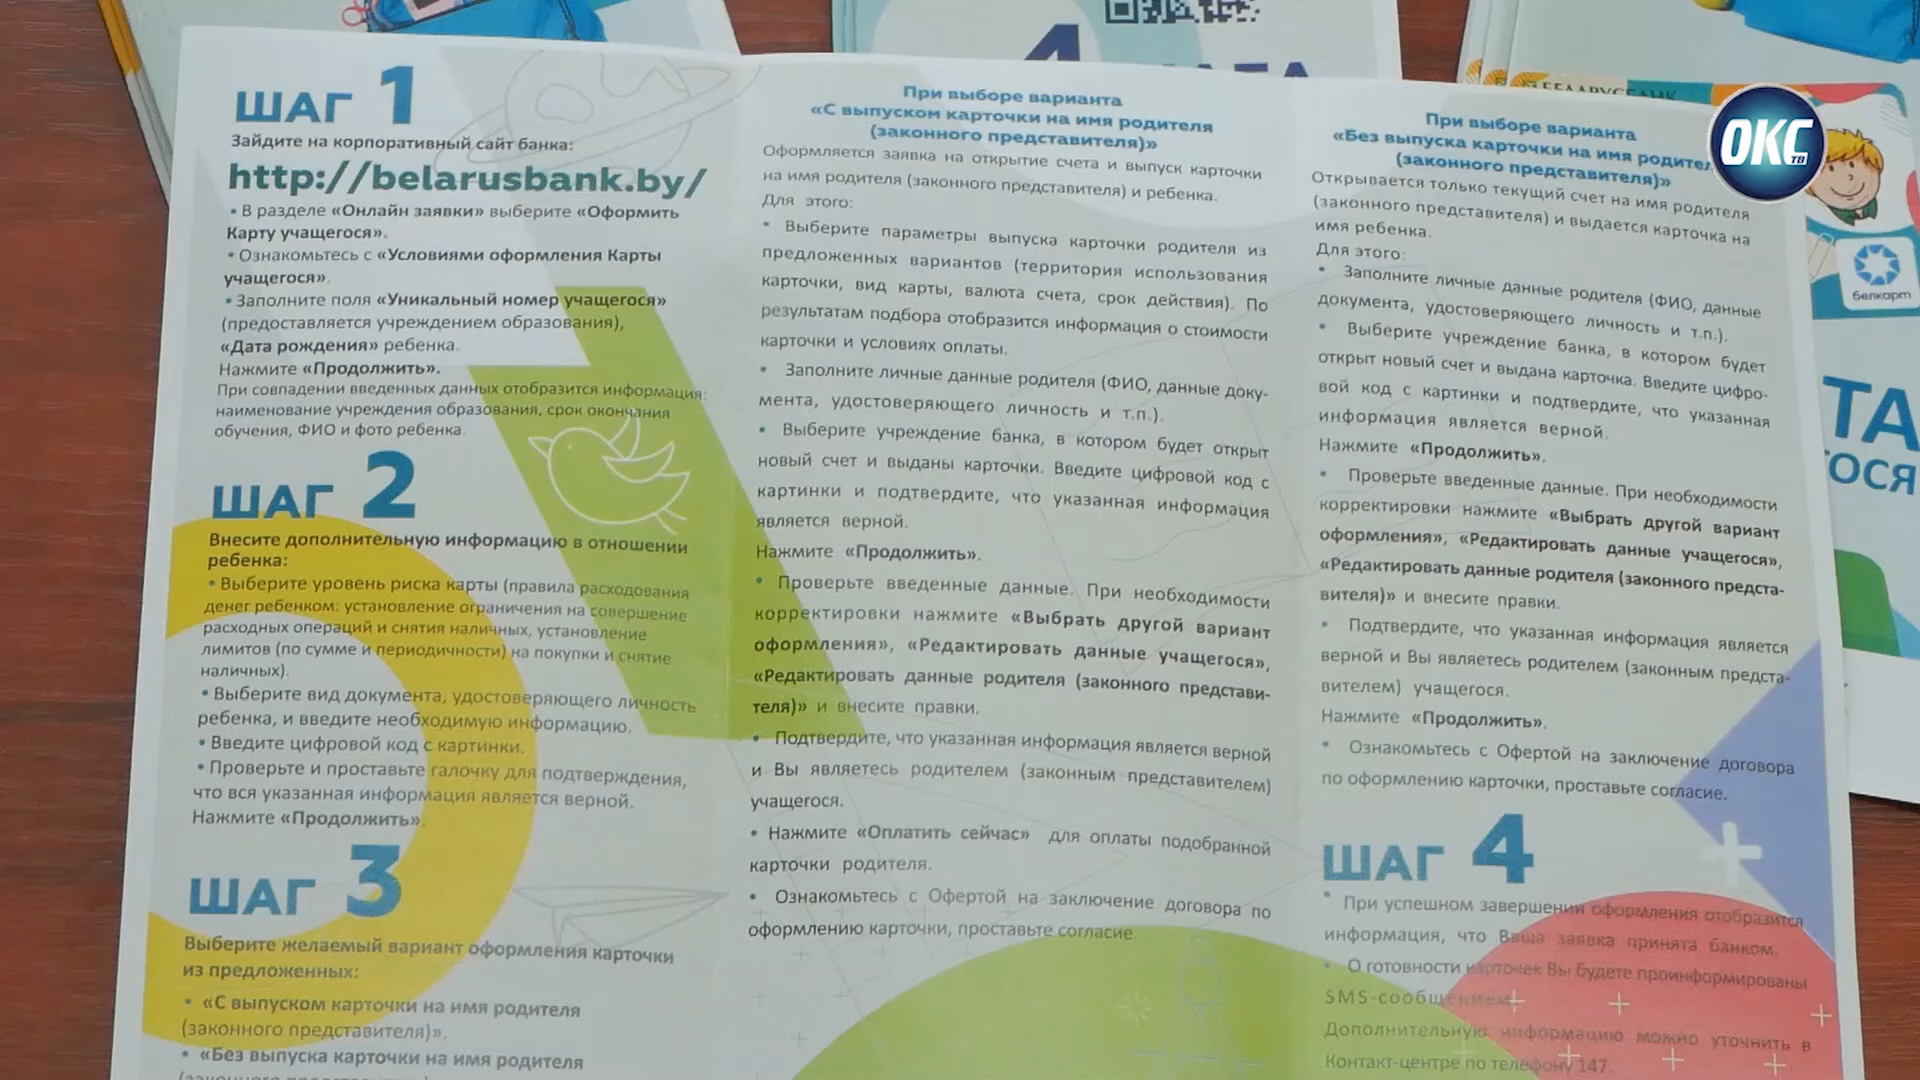 ШАГ 1
Зайдите на корпоративный сайт банка:
http://belarusbank.by/
• В разделе «Онлайн заявки» выберите «Оформить
Карту учащегося».
• Ознакомьтесь с «Условиями оформления Карты
учащегося».
• Заполните поля «Уникальный номер учащегося»
(предоставляется учреждением образования),
«Дата рождения» ребенка.
Нажмите «Продолжить».
При совпадении введенных данных отобразится информация:
наименование учреждения образования, срок окончания
обучения, ФИО и фото ребенка.
ШАГ 2
Внесите дополнительную информацию в отношении
ребенка:
• Выберите уровень риска карты (правила расходования
денег ребенком: установление ограничения на совершение
расходных операций и снятия наличных, установление
лимитов (по сумме и периодичности) на покупки и снятие
наличных).
• Выберите вид документа, удостоверяющего личность
ребенка, и введите необходимую информацию.
• Введите цифровой код с картинки.
• Проверьте и проставьте галочку для подтверждения,
что вся указанная информация является верной.
Нажмите «Продолжить».
ШАГ 3
Выберите желаемый вариант оформления карточки
из предложенных:
• «С выпуском карточки на имя родителя
(законного представителя)».
• «Без выпуска карточки на имя родителя
При выборе варианта
«С выпуском карточки на имя родителя
(законного представителя)»
Оформляется заявка на открытие счета и выпуск карточки
на имя родителя (законного представителя) и ребенка.
Для этого:
• Выберите параметры выпуска карточки родителя из
предложенных вариантов (территория использования
карточки, вид карты, валюта счета, срок действия). По
результатам подбора отобразится информация о стоимости
карточки и условиях оплаты.
• Заполните личные данные родителя (ФИО, данные доку-
мента, удостоверяющего личность и т.п.).
• Выберите учреждение банка, в котором будет открыт
новый счет и выданы карточки. Введите цифровой код с
картинки и подтвердите, что указанная информация
является верной.
Нажмите «Продолжить».
• Проверьте введенные данные. При необходимости
корректировки нажмите «Выбрать другой вариант
оформления», «Редактировать данные учащегося»,
«Редактировать данные родителя (законного представи-
теля)» и внесите правки.
• Подтвердите, что указанная информация является верной
и Вы являетесь родителем (законным представителем)
учащегося.
• Нажмите «Оплатить сейчас» для оплаты подобранной
карточки родителя.
• Ознакомьтесь с Офертой на заключение договора по
оформлению карточки, проставьте согласие.
При выборе варианта
«Без выпуска карточки на имя родител
(законного представителя)»
Открывается только текущий счет на имя родителя
(законного представителя) и выдается карточка на
имя ребенка.
Для этого:
• Заполните личные данные родителя (ФИО, данные
документа, удостоверяющего личность и т.п.).
• Выберите учреждение банка, в котором будет
открыт новый счет и выдана карточка. Введите цифро-
вой код с картинки и подтвердите, что указанная
информация является верной.
Нажмите «Продолжить».
• Проверьте введенные данные. При необходимости
корректировки нажмите «Выбрать другой вариант
оформления», «Редактировать данные учащегося»,
«Редактировать данные родителя (законного предста-
вителя)» и внесите правки.
• Подтвердите, что указанная информация является
верной и Вы являетесь родителем (законным предста-
вителем) учащегося.
Нажмите «Продолжить».
• Ознакомьтесь с Офертой на заключение договора
по оформлению карточки, проставьте согласие.
ШАГ 4
• При успешном завершении оформления отобразится
информация, что Ваша заявка принята банком.
• О готовности карточек Вы будете проинформированы
SMS-сообщением.
Дополнительную информацию можно уточнить в
Контакт-центре по телефону 147.
4
БЕЛАРУСБАНК
ОКС ТВ
белкарт
ТА
ОСЯ